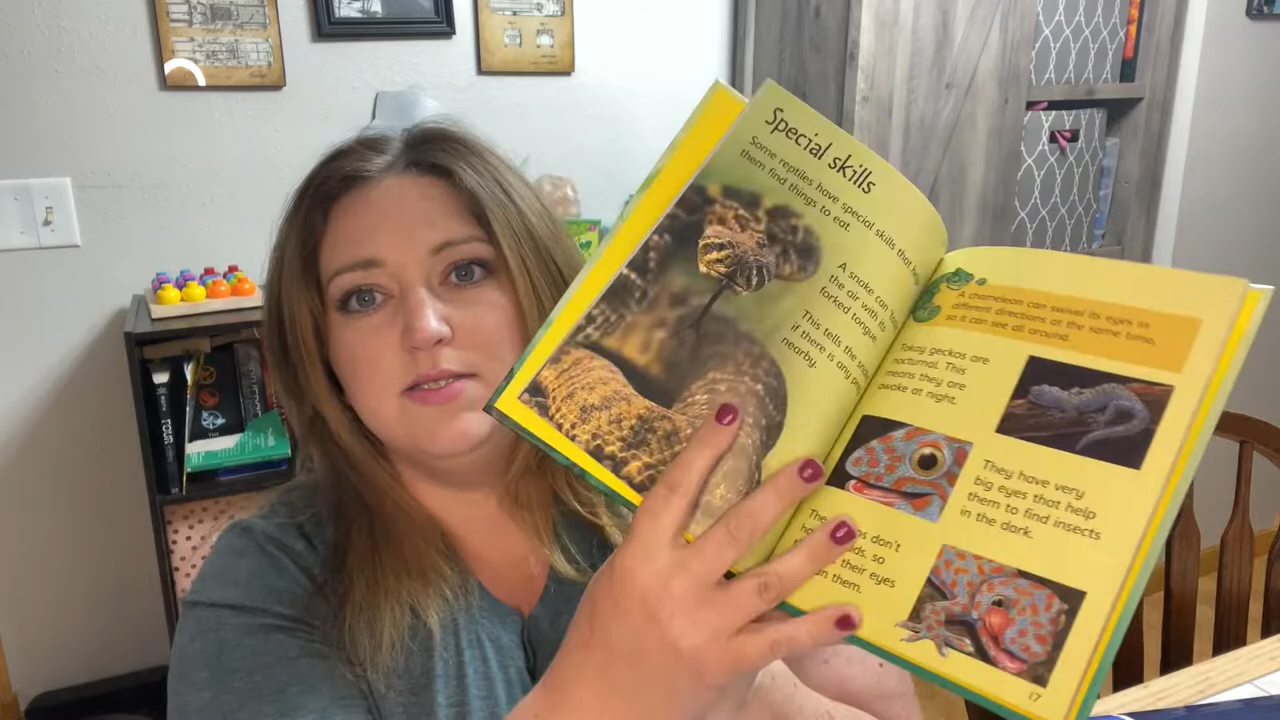 Special skills
Some reptiles have special skills that
them find things to eat.
A snake can
the air with its
forked tongue.
This tells the
if there is any
nearby.
A chameleon can swivel its eyes in
different directions at the same time,
so it can see all around.
Tokay geckos are
nocturnal. This
means they are
awake at night.
They have very
big eyes that help
them to find insects
in the dark.
don't
so
their eyes
them.
17
FOUR
THE